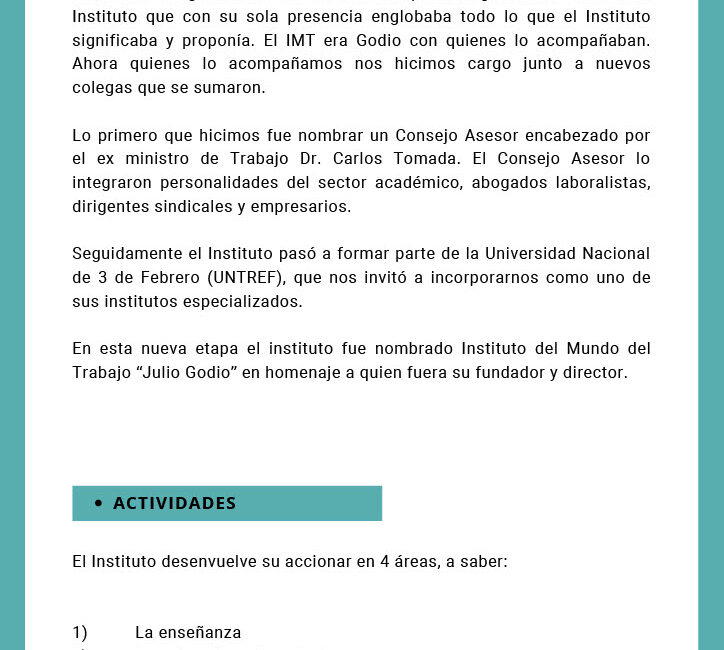 Instituto que con su sola presencia englobaba todo lo que el Instituto
significaba y proponía. El IMT era Godio con quienes lo acompañaban.
Ahora quienes lo acompañamos nos hicimos cargo junto a nuevos
colegas que se sumaron.
Lo primero que hicimos fue nombrar un Consejo Asesor encabezado por
el ex ministro de Trabajo Dr. Carlos Tomada. El Consejo Asesor lo
integraron personalidades del sector académico, abogados laboralistas,
dirigentes sindicales y empresarios.
Seguidamente el Instituto pasó a formar parte de la Universidad Nacional
de 3 de Febrero (UNTREF), que nos invitó a incorporarnos como uno de
sus institutos especializados.
En esta nueva etapa el instituto fue nombrado Instituto del Mundo del
Trabajo “Julio Godio” en homenaje a quien fuera su fundador y director.
• ACTIVIDADES
El Instituto desenvuelve su accionar en 4 áreas, a saber:
1) La enseñanza